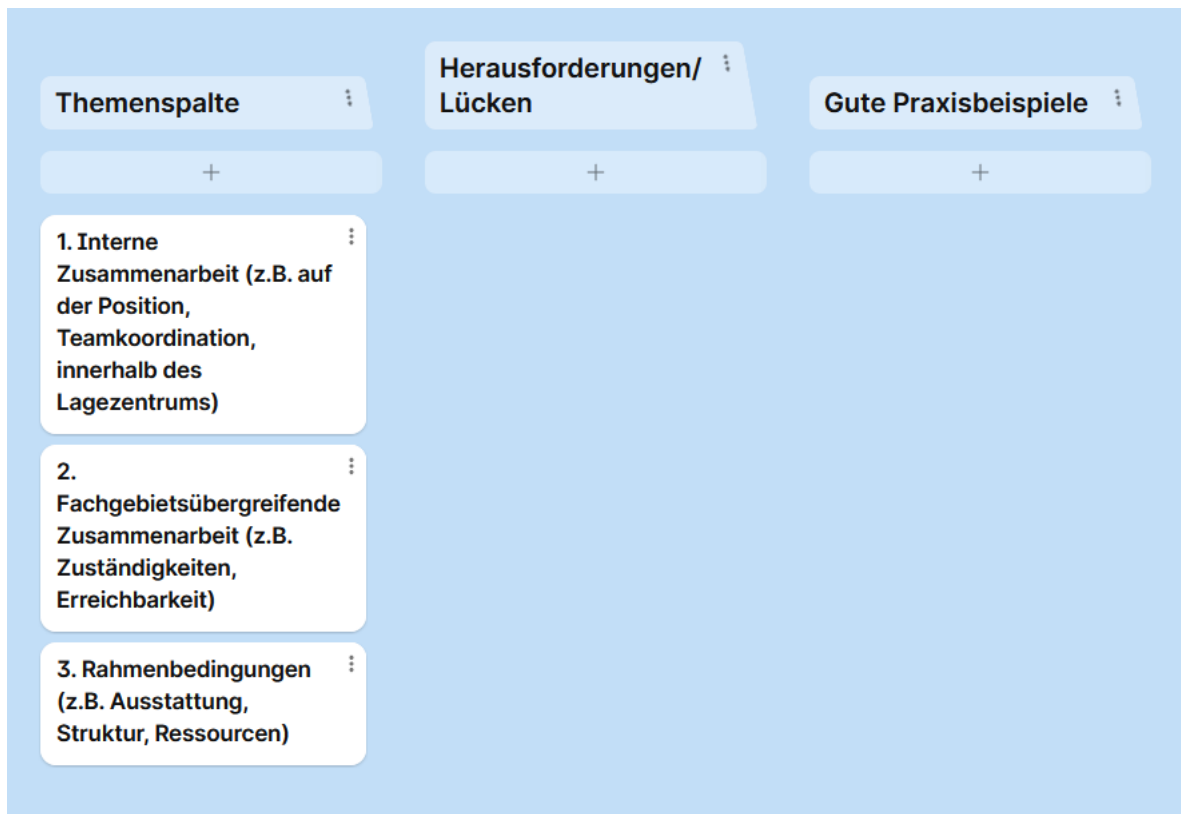 Themenspalte
Herausforderungen/
Lücken
Gute Praxisbeispiele
+
+
+
1. Interne
Zusammenarbeit (z.B. auf
der Position,
Teamkoordination,
innerhalb des
Lagezentrums)
2.
Fachgebietsübergreifende
Zusammenarbeit (z.B.
Zuständigkeiten,
Erreichbarkeit)
3. Rahmenbedingungen
(z.B. Ausstattung,
Struktur, Ressourcen)